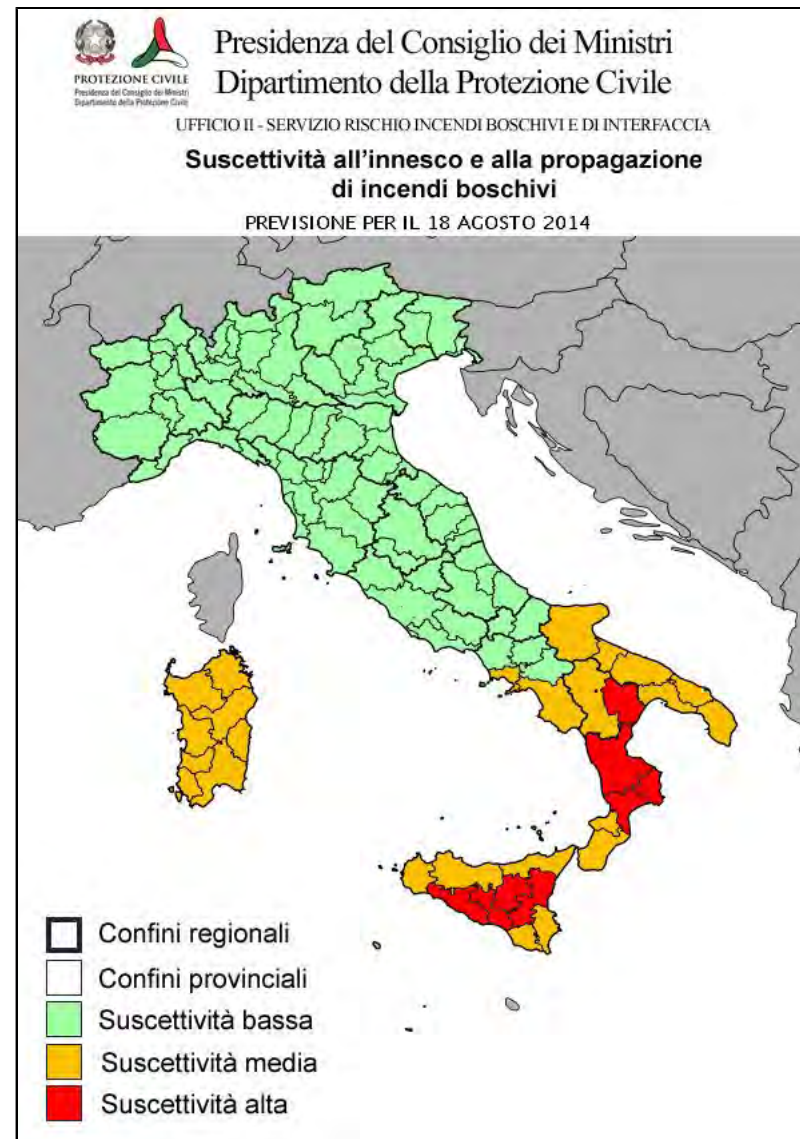 Presidenza del Consiglio dei Ministri
Dipartimento della Protezione Civile
PROTEZIONE CIVILE
Presidenza del Consiglio dei Ministri
Dipartimento della Protezione Civile
UFFICIO II - SERVIZIO RISCHIO INCENDI BOSCHIVI E DI INTERFACCIA
Suscettività all'innesco e alla propagazione
di incendi boschivi
PREVISIONE PER IL 18 AGOSTO 2014
Confini regionali
Confini provinciali
Suscettività bassa
Suscettività media
Suscettività alta